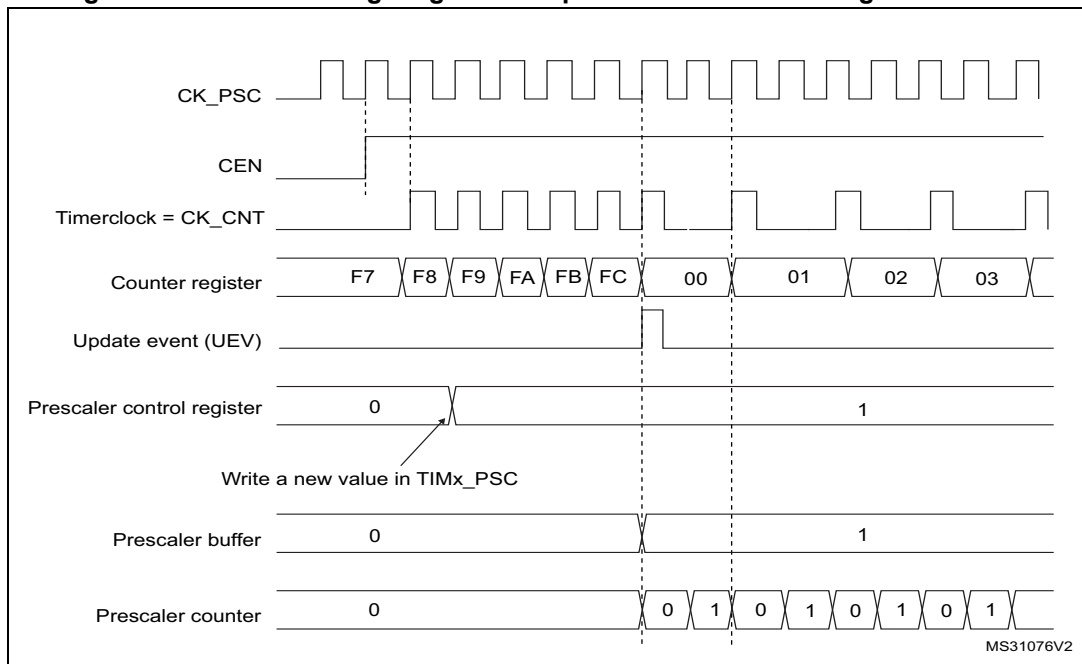 CK_PSC
CEN
Timerclock = CK_CNT
Counter register F7 F8 F9 FA FB FC 00 01 02 03
Update event (UEV)
Prescaler control register 0 1
Write a new value in TIMx_PSC
Prescaler buffer 0 1
Prescaler counter 0 0 1 0 1 0 1 0 1
MS31076V2